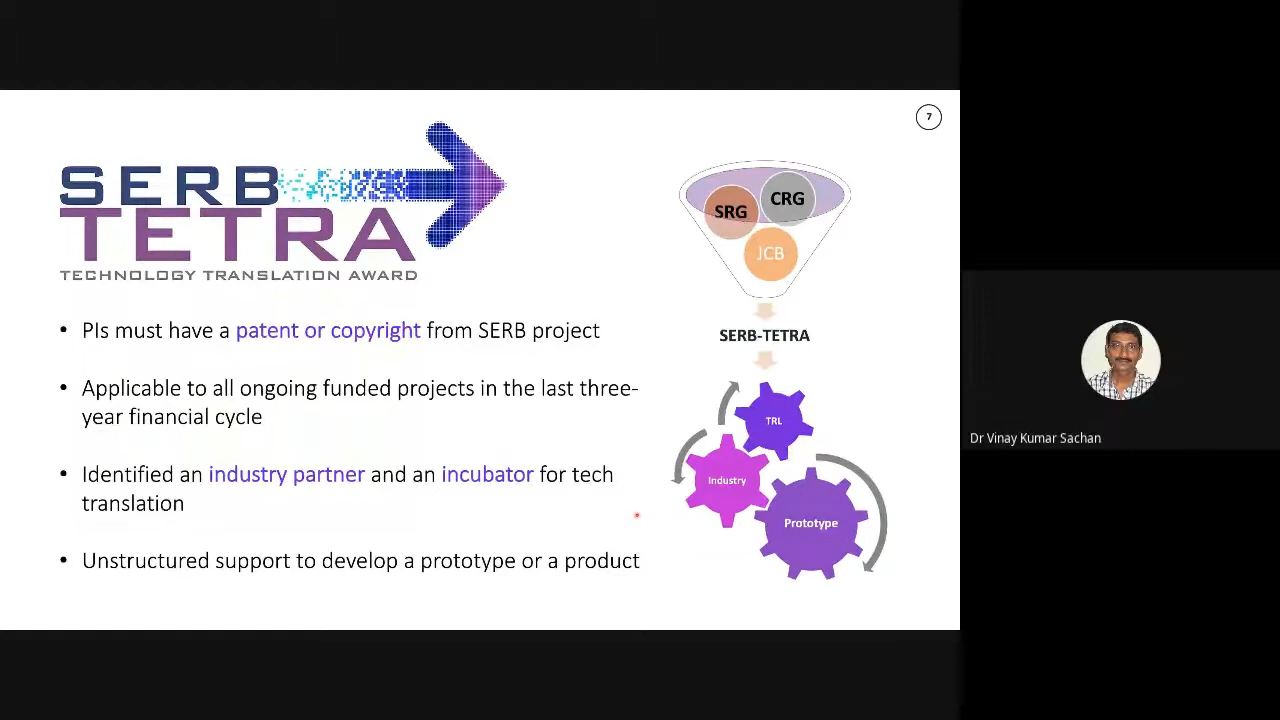 7
SERB
TETRA
TECHNOLOGY TRANSLATION AWARD
• PIs must have a patent or copyright from SERB project
• Applicable to all ongoing funded projects in the last three-
year financial cycle
• Identified an industry partner and an incubator for tech
translation
• Unstructured support to develop a prototype or a product
SRG
CRG
JCB
SERB-TETRA
TRL
Industry
Prototype
Dr Vinay Kumar Sachan